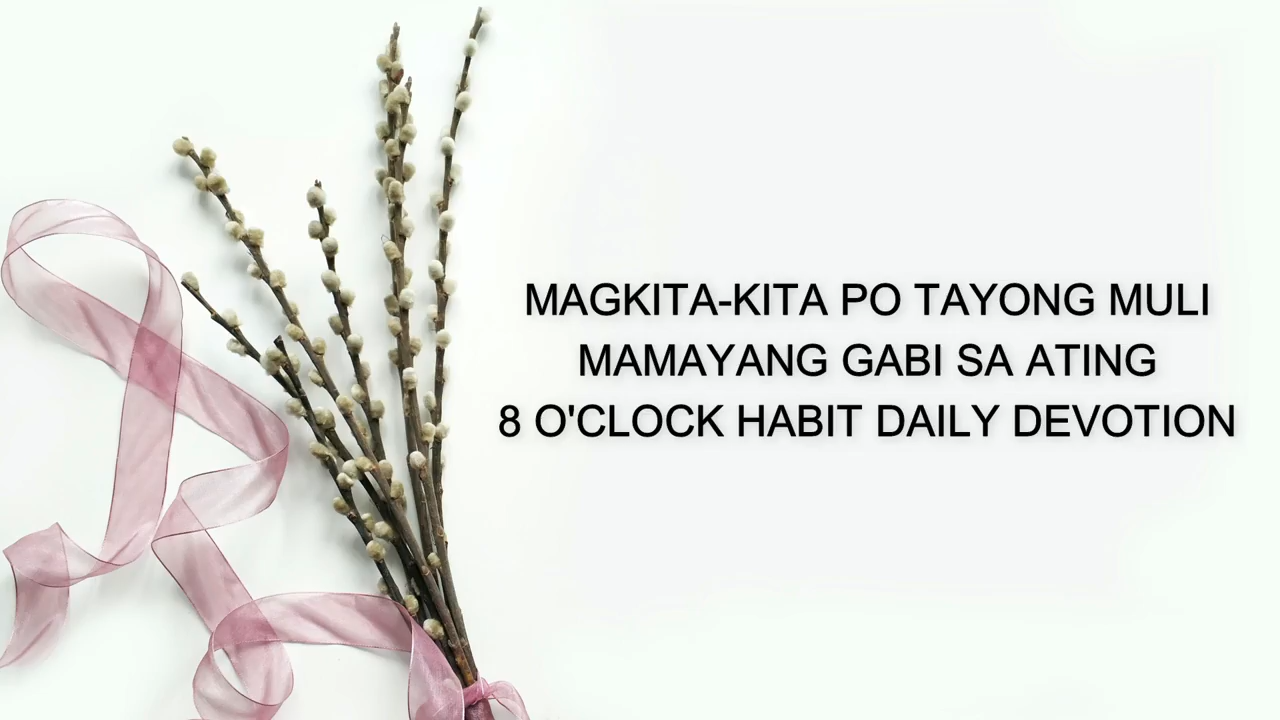 MAGKITA-KITA PO TAYONG MULI
MAMAYANG GABI SA ATING
8 O'CLOCK HABIT DAILY DEVOTION